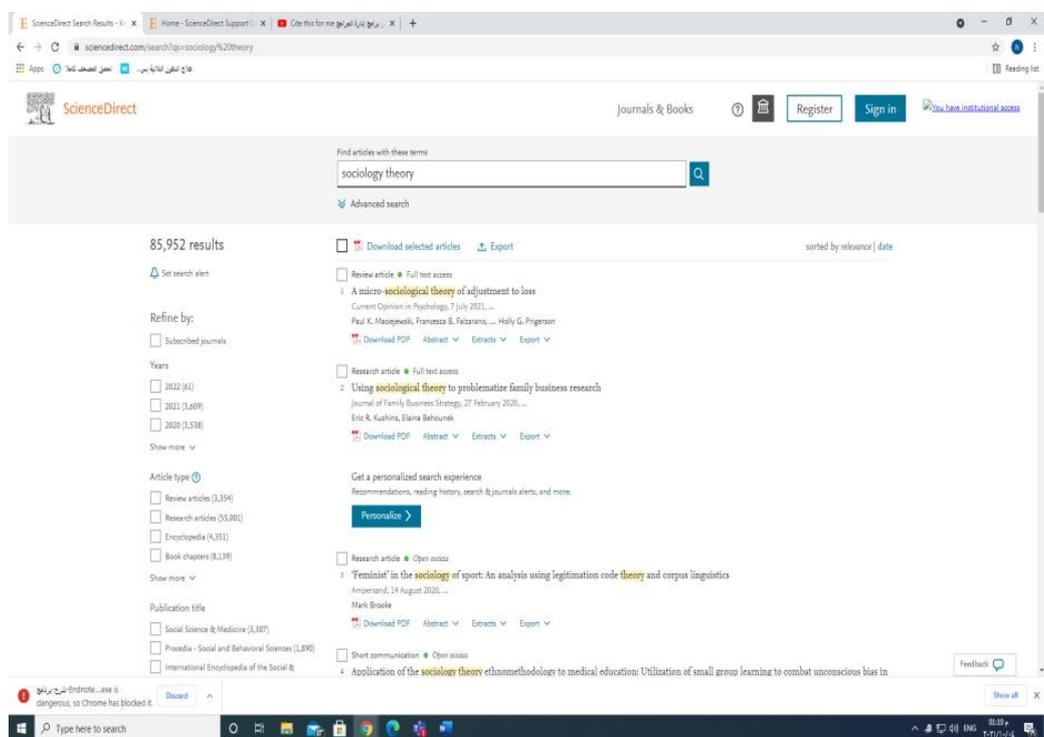 ScienceDirect Search Results - Ke
Home - ScienceDirect Support C
Cite this for me
sciencedirect.com/search?qs=sociology%20theory
Apps
Reading list
ScienceDirect
Journals & Books
Register
Sign in
You have institutional access
Find articles with these terms
sociology theory
Advanced search
85,952 results
Download selected articles
Export
sorted by relevance | date
Set search alert
Refine by:
Subscribed journals
Years
2022 (61)
2021 (3,609)
2020 (3,538)
Show more
Article type
Review articles (3,354)
Research articles (55,001)
Encyclopedia (4,351)
Book chapters (8,139)
Show more
Publication title
Social Science & Medicine (3,307)
Procedia - Social and Behavioral Sciences (1,890)
International Encyclopedia of the Social &
Review article ● Full text access
1 A micro-sociological theory of adjustment to loss
Current Opinion in Psychology, 7 July 2021, ...
Paul K. Maciejewski, Francesca B. Falzarano, ... Holly G. Prigerson
Download PDF Abstract Extracts Export
Research article ● Full text access
2 Using sociological theory to problematize family business research
Journal of Family Business Strategy, 27 February 2020, ...
Eric R. Kushins, Elaina Behounek
Download PDF Abstract Extracts Export
Get a personalized search experience
Recommendations, reading history, search & journals alerts, and more.
Personalize
Research article ● Open access
3 'Feminist' in the sociology of sport: An analysis using legitimation code theory and corpus linguistics
Ampersand, 14 August 2020, ...
Mark Brooke
Download PDF Abstract Extracts Export
Short communication ● Open access
4 Application of the sociology theory ethnomethodology to medical education: Utilization of small group learning to combat unconscious bias in
Feedback
شرح-برنامج-Endnote...exe is
dangerous, so Chrome has blocked it.
Discard
Show all
Type here to search
ENG